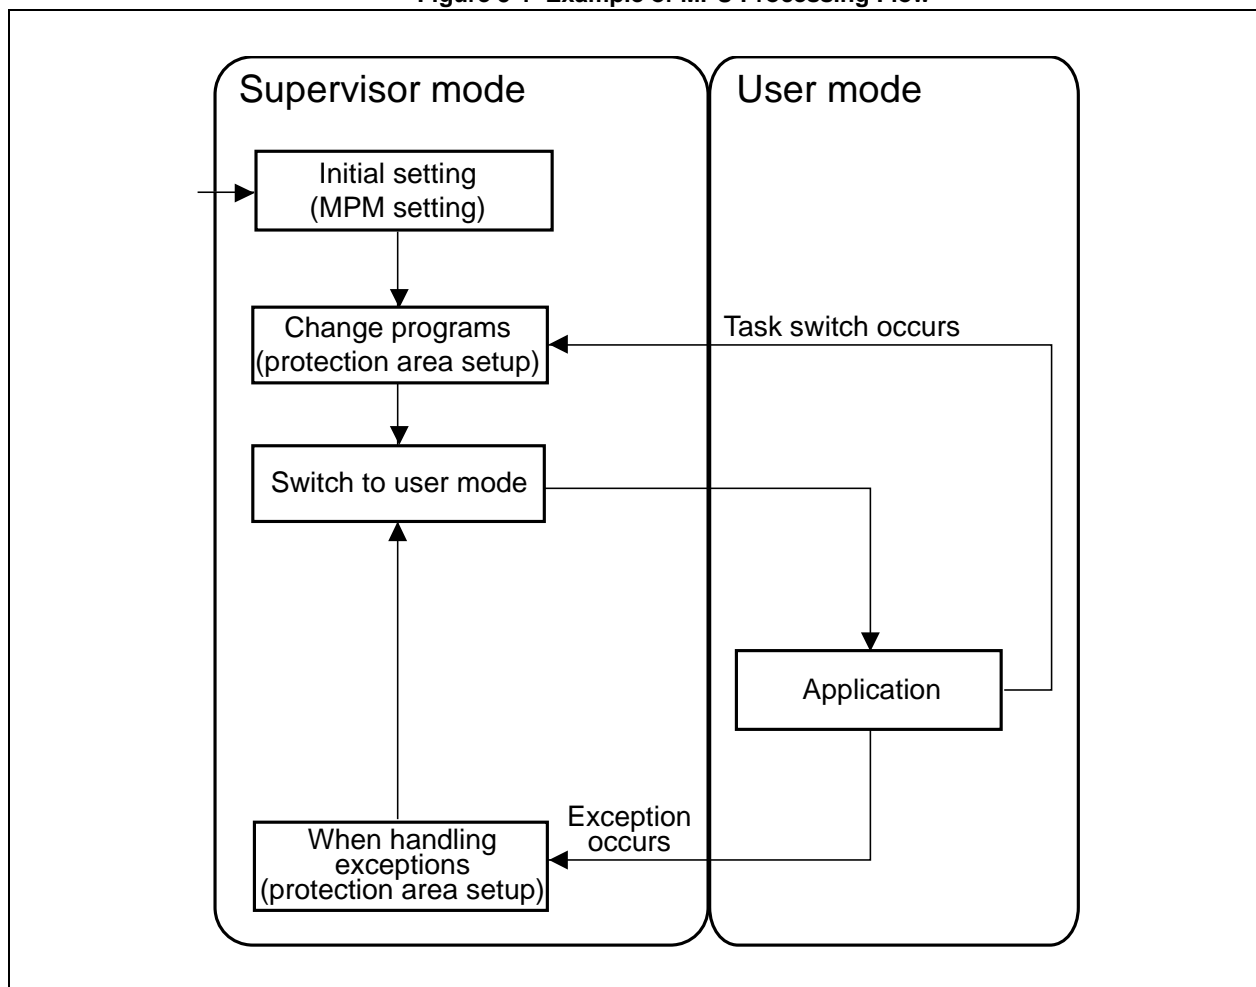 Supervisor mode
User mode
Initial setting
(MPM setting)
Change programs
(protection area setup)
Task switch occurs
Switch to user mode
Application
Exception
occurs
When handling
exceptions
(protection area setup)